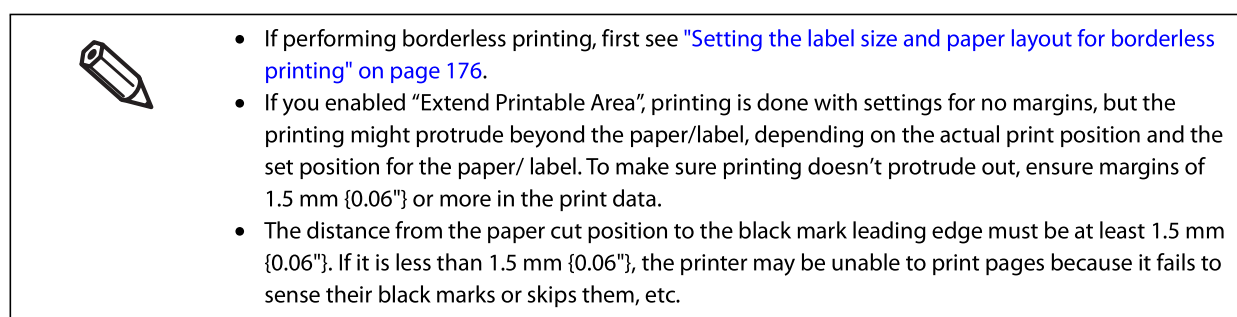 • If performing borderless printing, first see "Setting the label size and paper layout for borderless
printing" on page 176.
• If you enabled “Extend Printable Area”, printing is done with settings for no margins, but the
printing might protrude beyond the paper/label, depending on the actual print position and the
set position for the paper/ label. To make sure printing doesn’t protrude out, ensure margins of
1.5 mm {0.06"} or more in the print data.
• The distance from the paper cut position to the black mark leading edge must be at least 1.5 mm
{0.06"}. If it is less than 1.5 mm {0.06"}, the printer may be unable to print pages because it fails to
sense their black marks or skips them, etc.